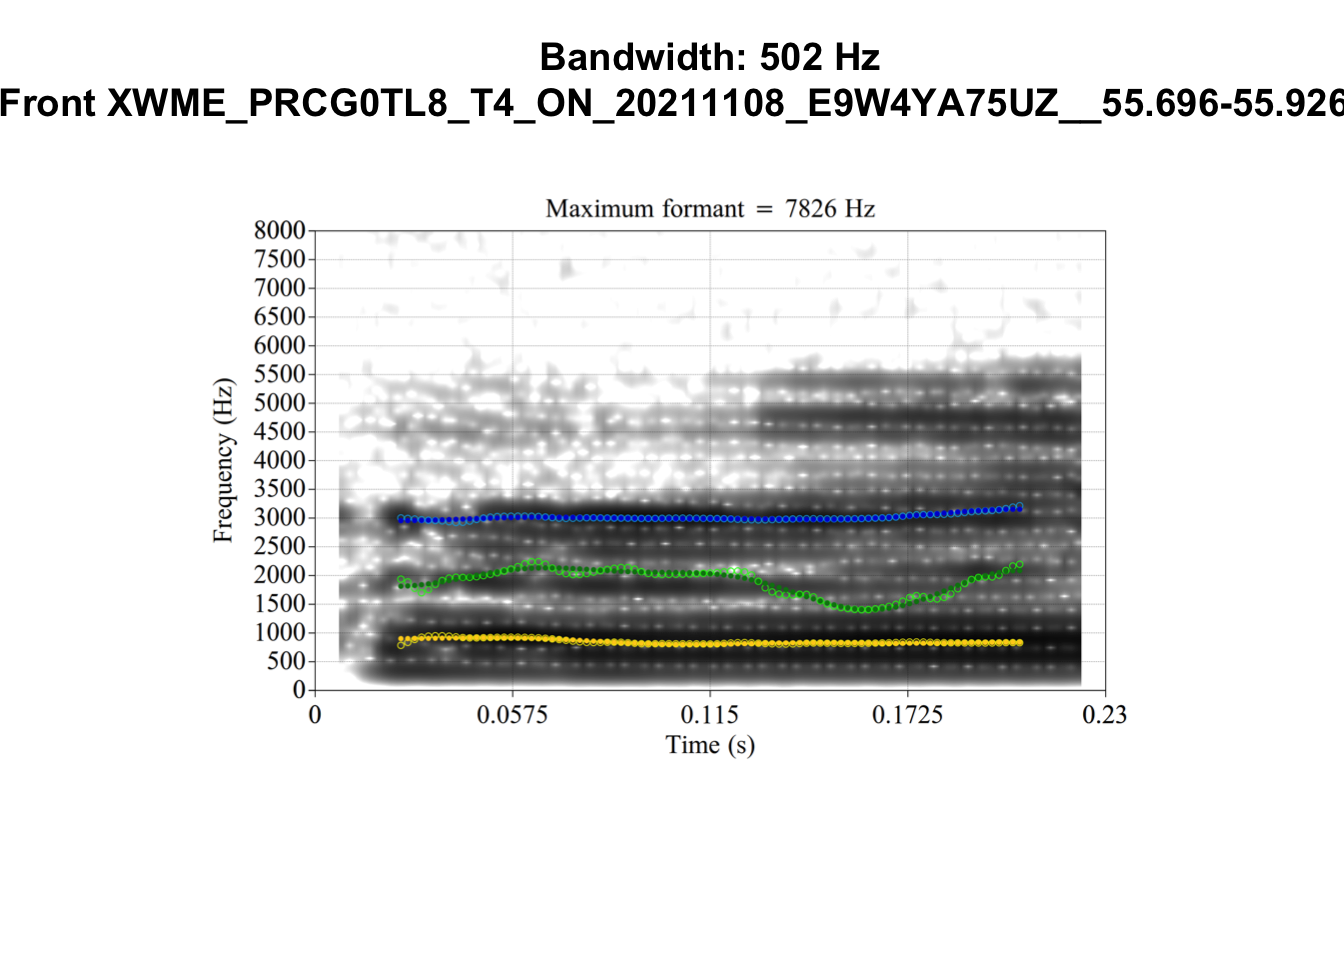 Bandwidth: 502 Hz
Front XWME_PRCG0TL8_T4_ON_20211108_E9W4YA75UZ__55.696-55.926
Maximum formant = 7826 Hz
8000
7500
7000
6500
6000
5500
5000
4500
4000
3500
3000
2500
2000
1500
1000
500
0
Frequency (Hz)
0 0.0575 0.115 0.1725 0.23
Time (s)